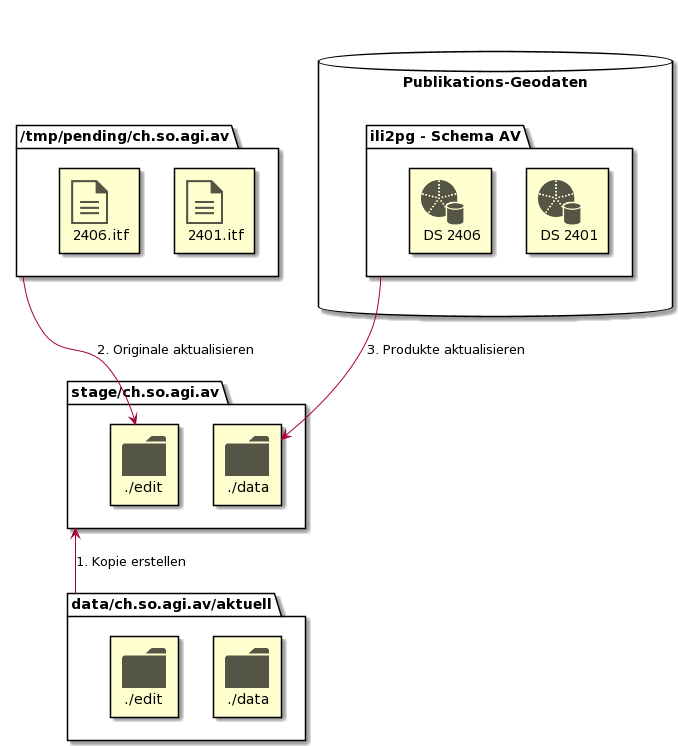 Publikations-Geodaten
/tmp/pending/ch.so.agi.av
ili2pg - Schema AV
2406.itf
2401.itf
DS 2406
DS 2401
2. Originale aktualisieren
3. Produkte aktualisieren
stage/ch.so.agi.av
./edit
./data
1. Kopie erstellen
data/ch.so.agi.av/aktuell
./edit
./data